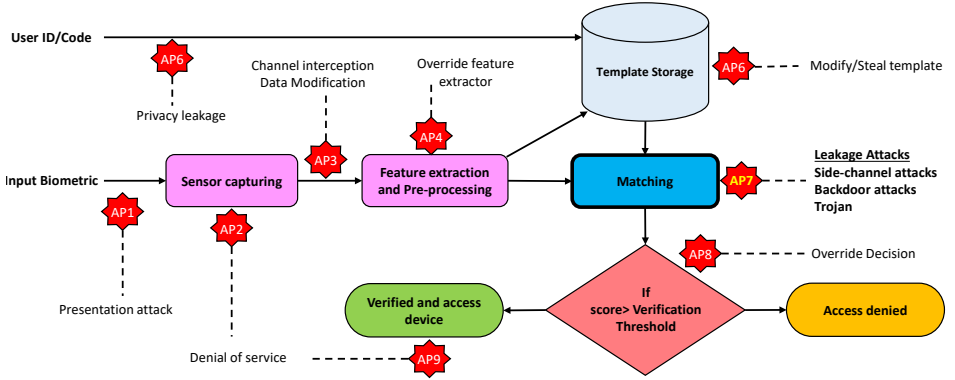 User ID/Code
AP6
Privacy leakage
Channel interception
Data Modification
Override feature
extractor
Template Storage
AP6
Modify/Steal template
AP3
AP4
Input Biometric
AP1
Presentation attack
Sensor capturing
AP2
Feature extraction
and Pre-processing
Matching
AP7
Leakage Attacks
Side-channel attacks
Backdoor attacks
Trojan
AP8
Override Decision
If
score> Verification
Threshold
Verified and access
device
Access denied
Denial of service
AP9